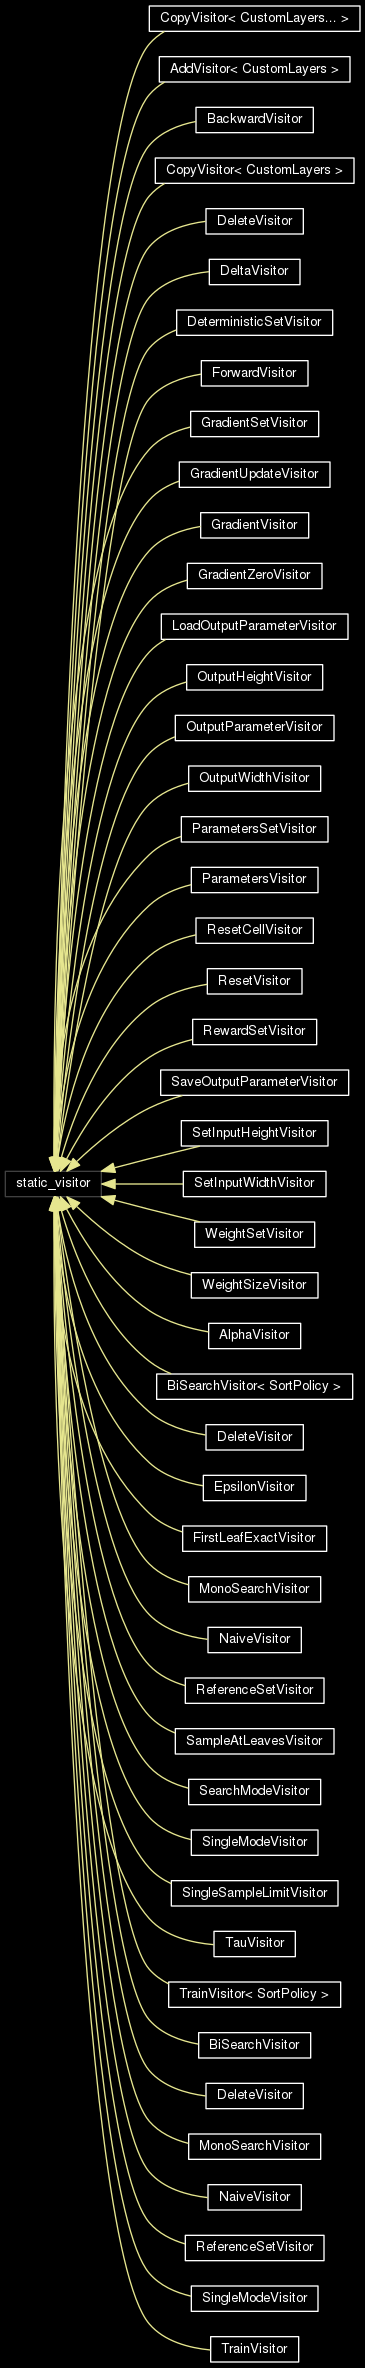 CopyVisitor< CustomLayers... >
AddVisitor< CustomLayers >
BackwardVisitor
CopyVisitor< CustomLayers >
DeleteVisitor
DeltaVisitor
DeterministicSetVisitor
ForwardVisitor
GradientSetVisitor
GradientUpdateVisitor
GradientVisitor
GradientZeroVisitor
LoadOutputParameterVisitor
OutputHeightVisitor
OutputParameterVisitor
OutputWidthVisitor
ParametersSetVisitor
ParametersVisitor
ResetCellVisitor
ResetVisitor
RewardSetVisitor
SaveOutputParameterVisitor
SetInputHeightVisitor
static_visitor
SetInputWidthVisitor
WeightSetVisitor
WeightSizeVisitor
AlphaVisitor
BiSearchVisitor< SortPolicy >
DeleteVisitor
EpsilonVisitor
FirstLeafExactVisitor
MonoSearchVisitor
NaiveVisitor
ReferenceSetVisitor
SampleAtLeavesVisitor
SearchModeVisitor
SingleModeVisitor
SingleSampleLimitVisitor
TauVisitor
TrainVisitor< SortPolicy >
BiSearchVisitor
DeleteVisitor
MonoSearchVisitor
NaiveVisitor
ReferenceSetVisitor
SingleModeVisitor
TrainVisitor